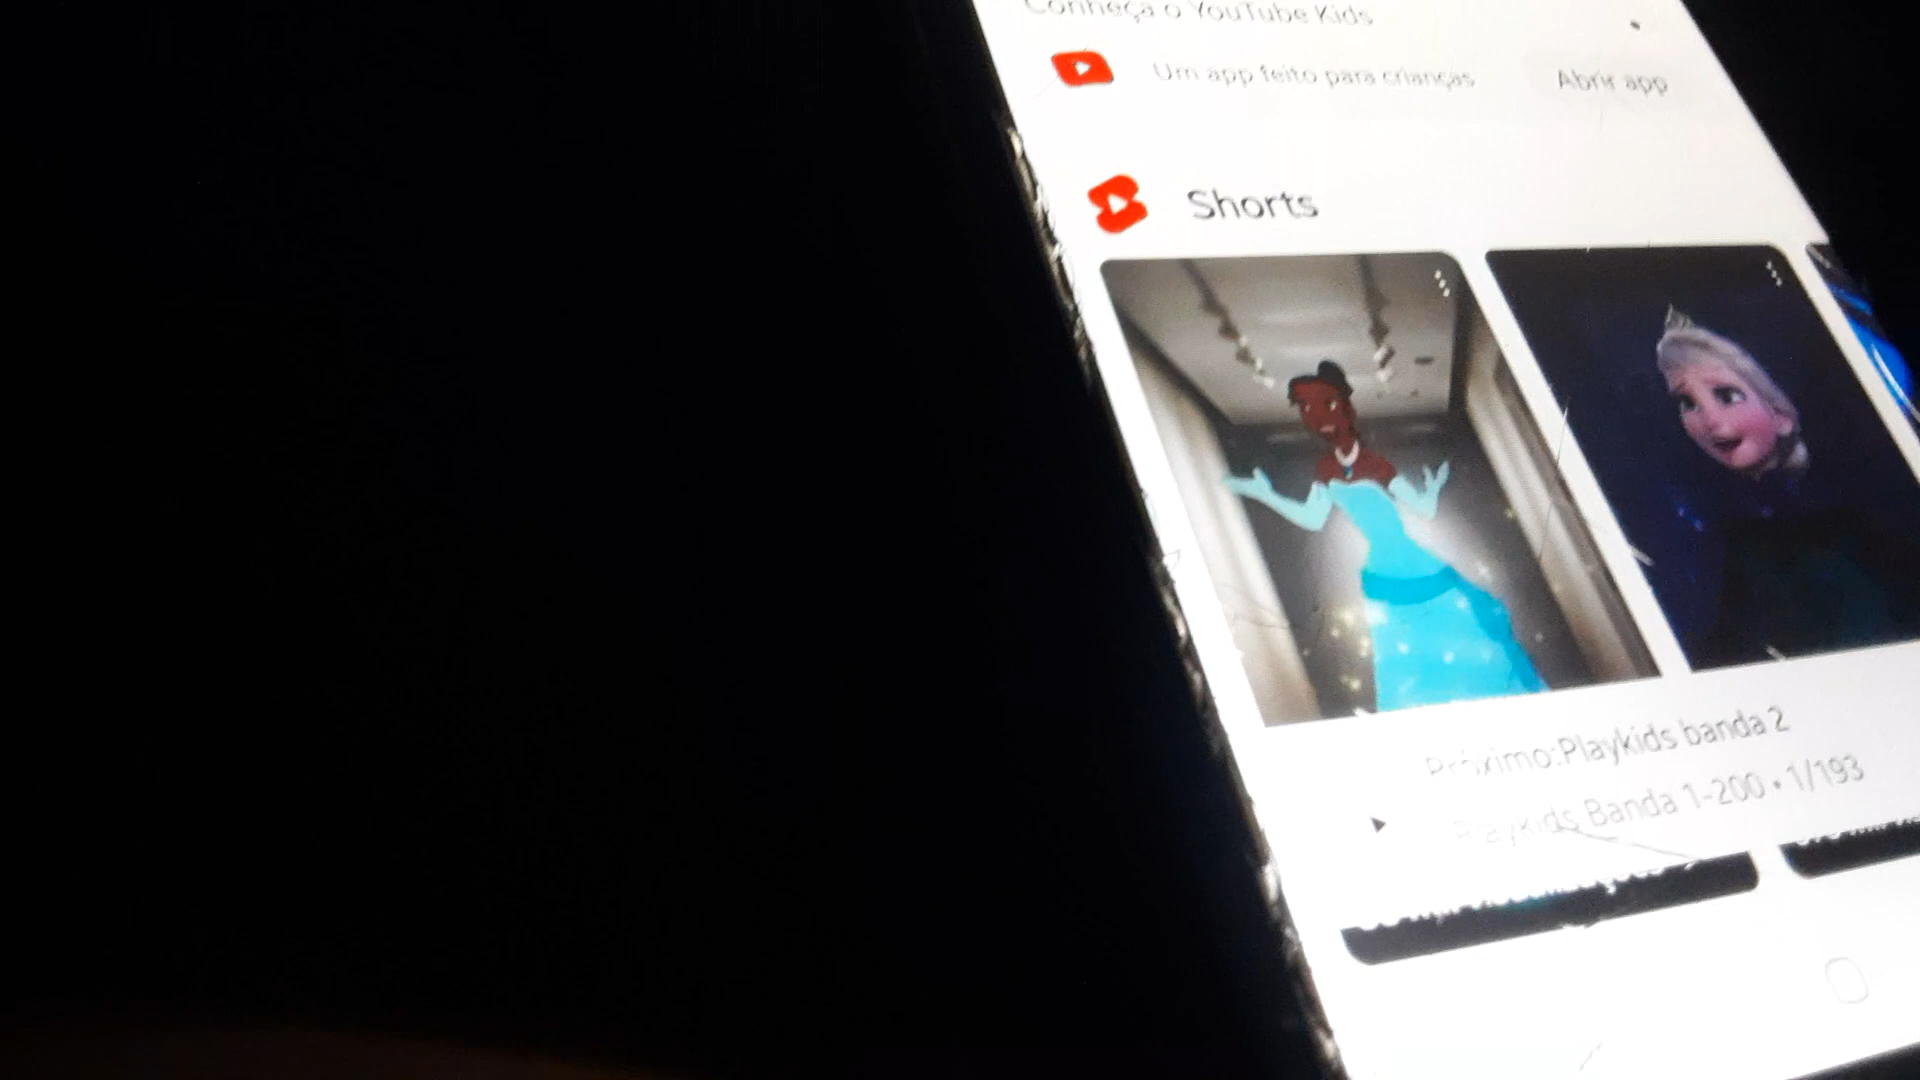 Conheça o YouTube Kids
Um app feito para crianças
Abrir app
Shorts
Próximo:Playkids banda 2
Playkids Banda 1-200 • 1/193